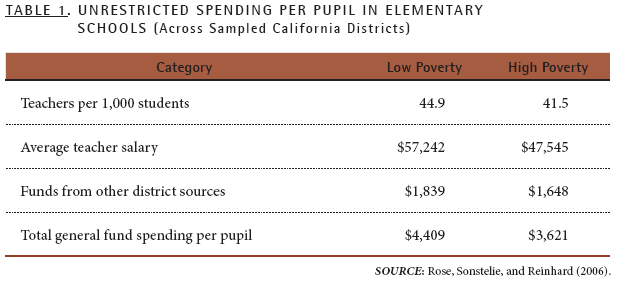 TABLE 1. UNRESTRICTED SPENDING PER PUPIL IN ELEMENTARY
SCHOOLS (Across Sampled California Districts)
Category Low Poverty High Poverty
Teachers per 1,000 students 44.9 41.5
Average teacher salary $57,242 $47,545
Funds from other district sources $1,839 $1,648
Total general fund spending per pupil $4,409 $3,621
SOURCE: Rose, Sonstelie, and Reinhard (2006).